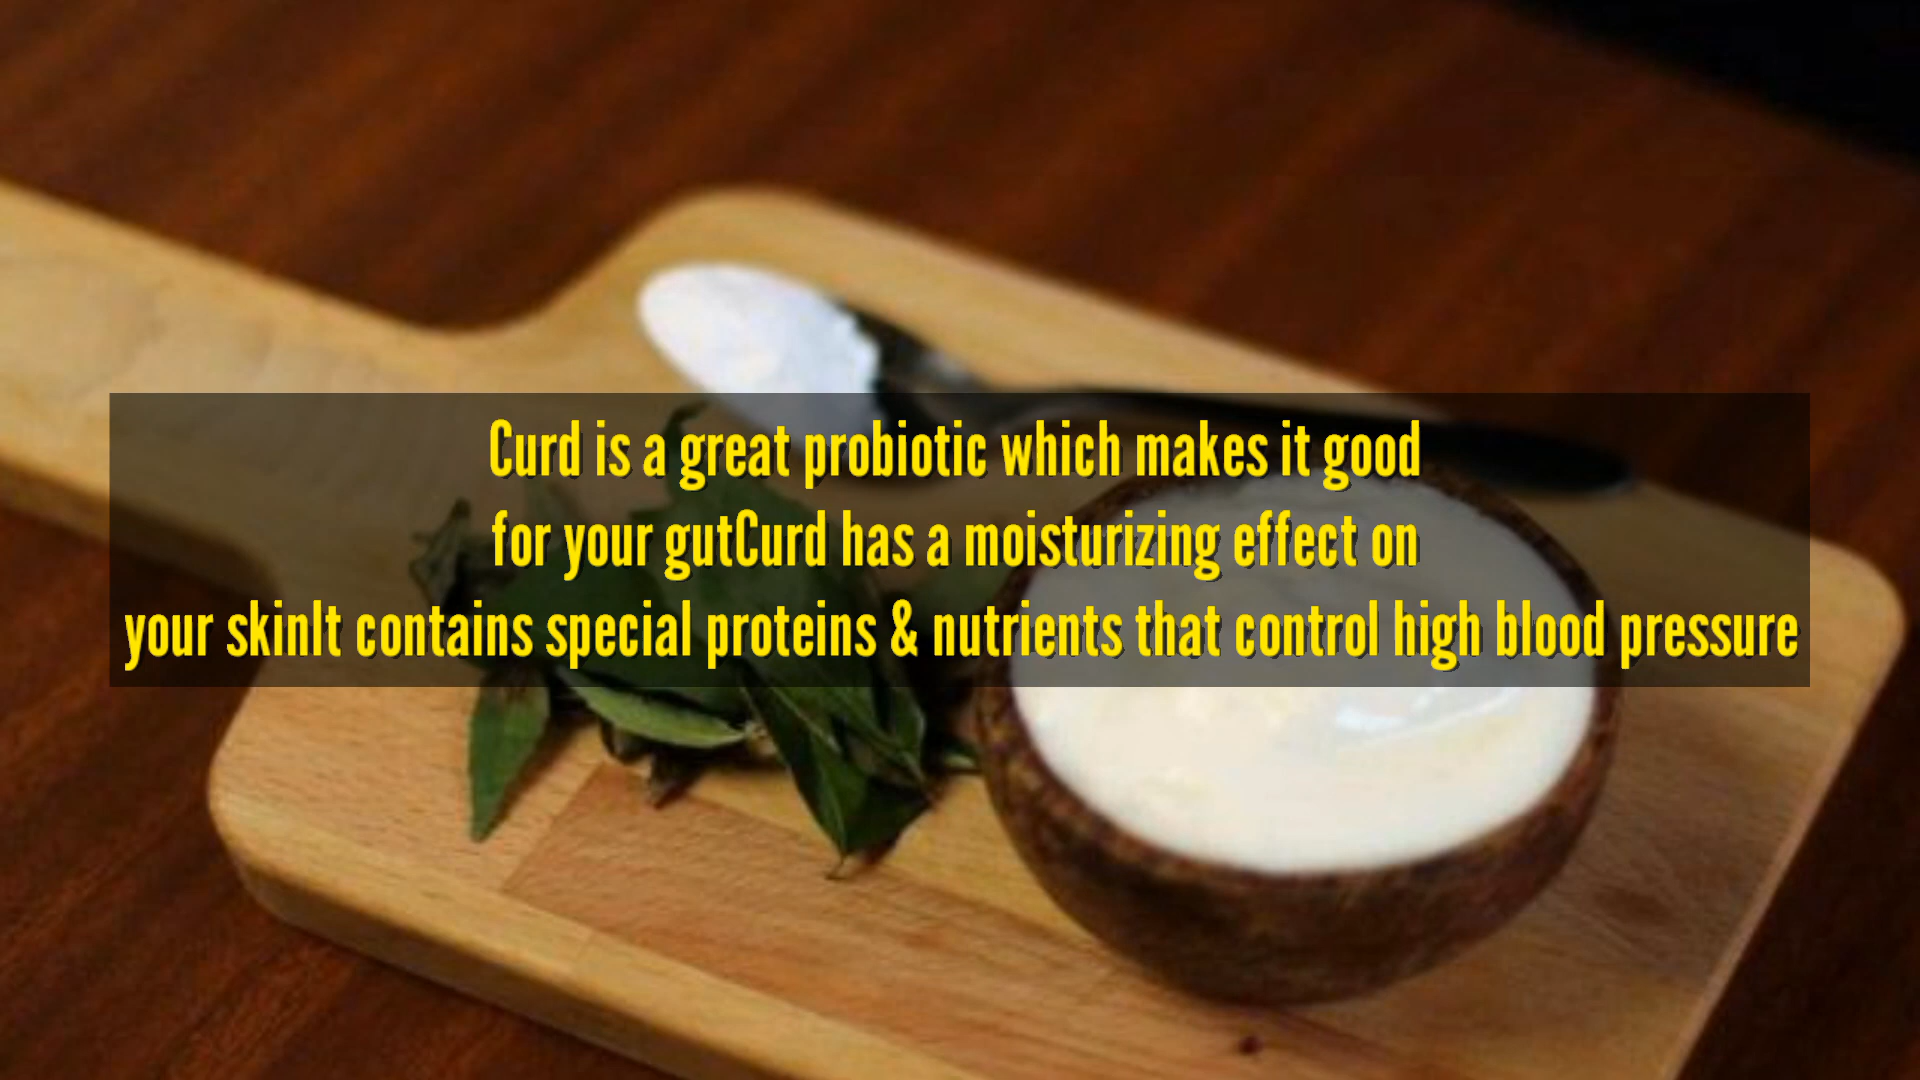 Curd is a great probiotic which makes it good
for your gutCurd has a moisturizing effect on
your skinIt contains special proteins & nutrients that control high blood pressure